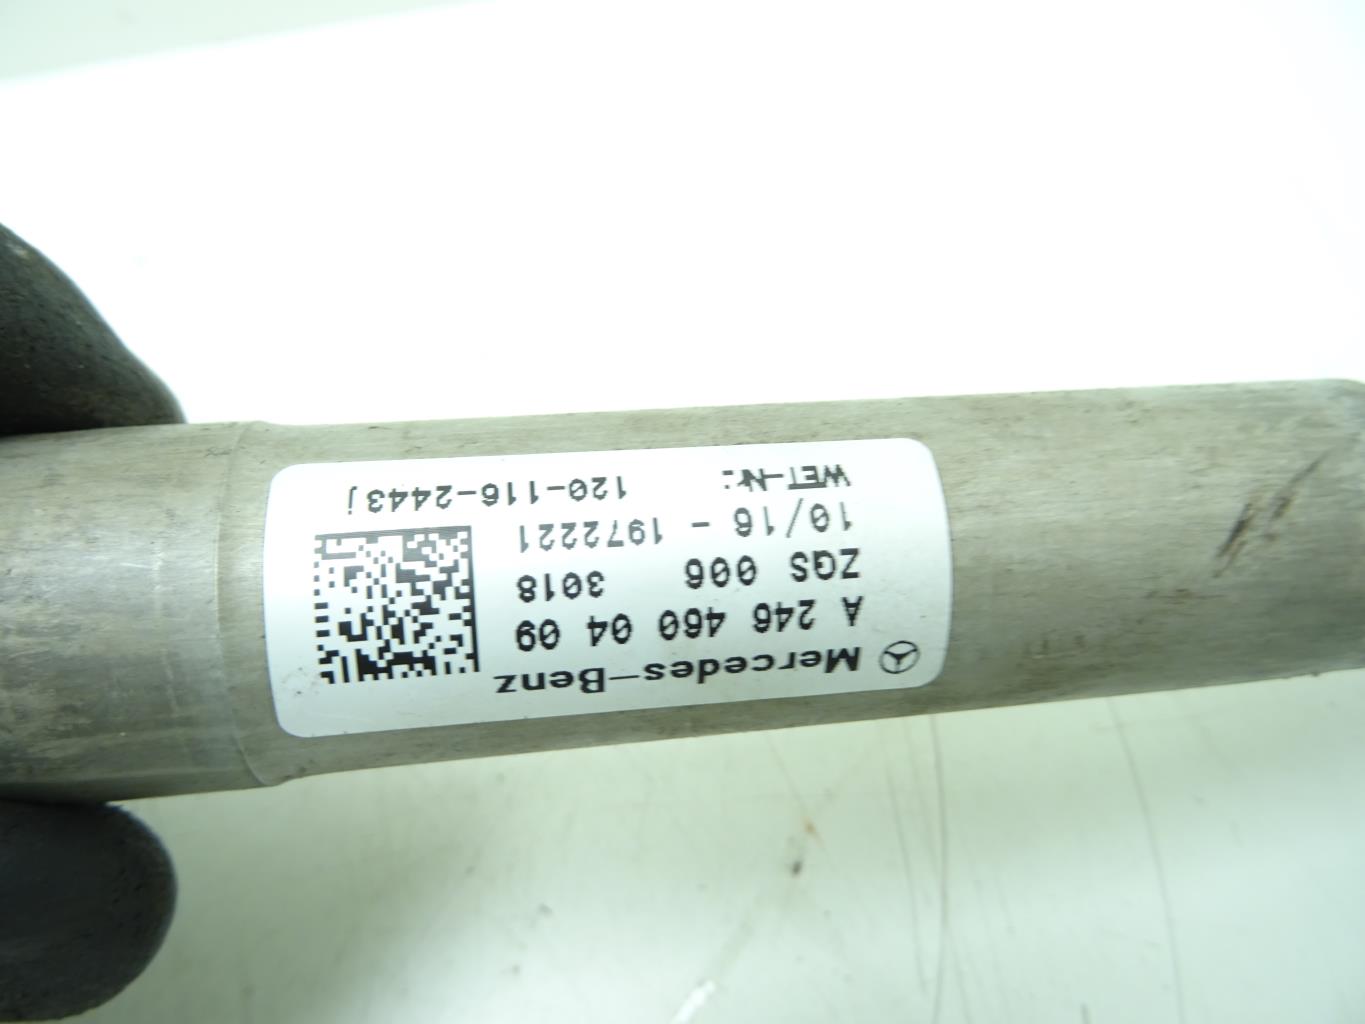 Mercedes-Benz
A 246 460 04 09
ZGS 006 3018
10/16 - 1972221
WET-Nr: 120-116-2443j